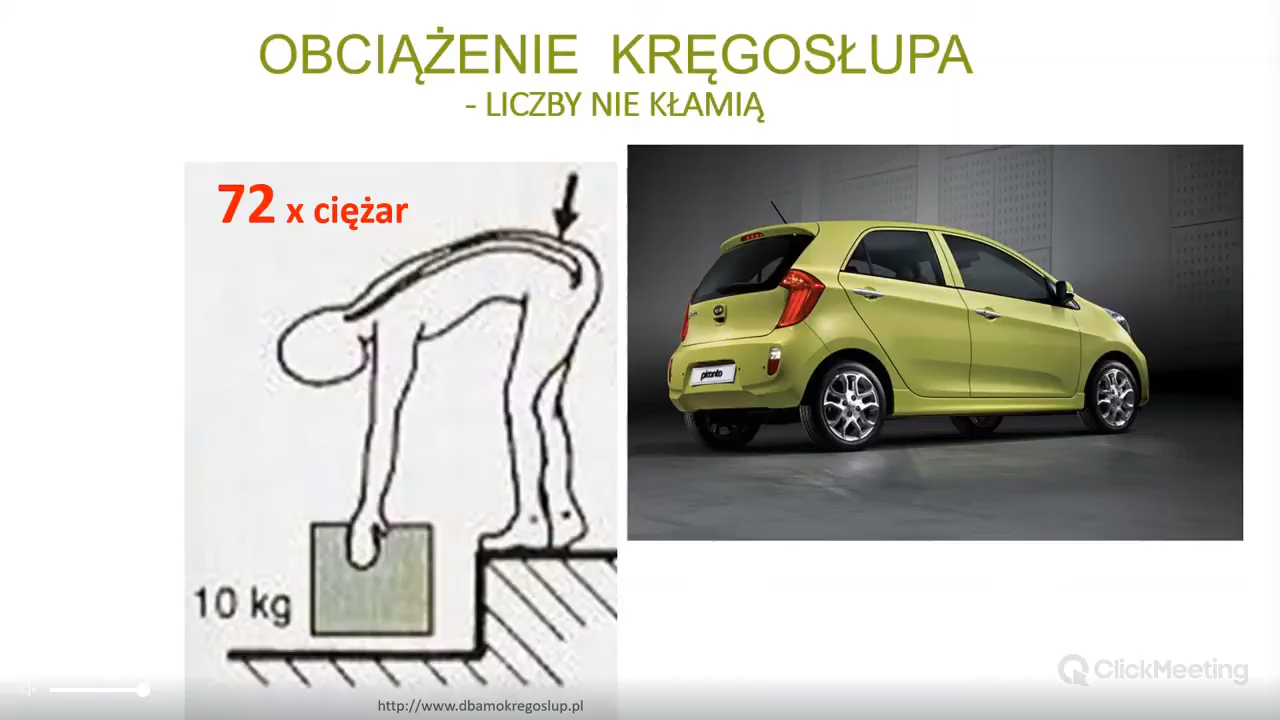 OBCIĄŻENIE KRĘGOSŁUPA
- LICZBY NIE KŁAMIĄ
72 x ciężar
10 kg
picanto
http://www.dbamokregoslup.pl
ClickMeeting